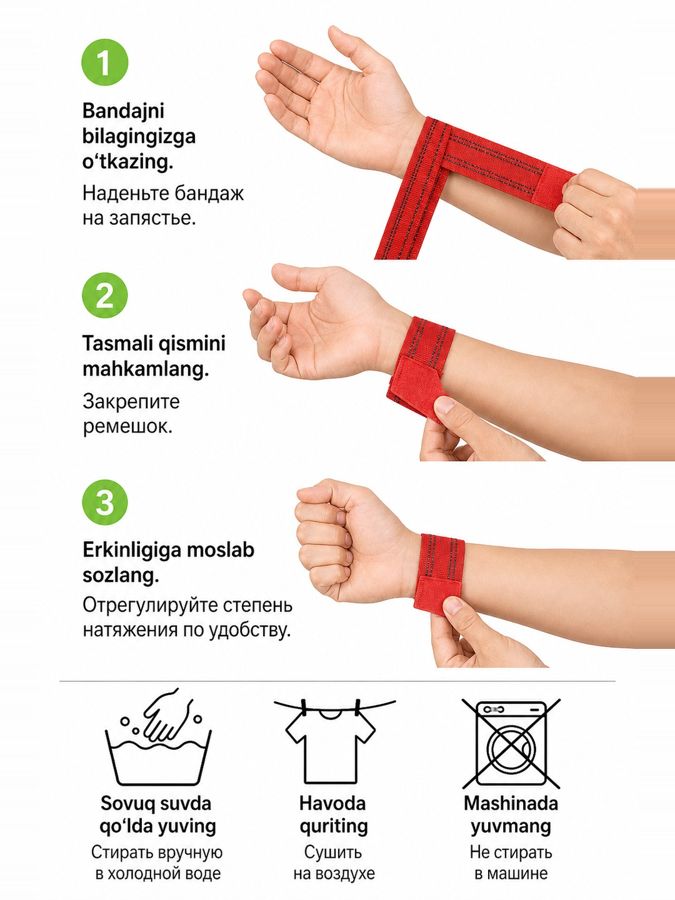 1
Bandajni
bilagingizga
o‘tkazing.
Наденьте бандаж
на запястье.
2
Tasmali qismini
mahkamlang.
Закрепите
ремешок.
3
Erkinligiga moslab
sozlang.
Отрегулируйте степень
натяжения по удобству.
Sovuq suvda
qo‘lda yuving
Стирать вручную
в холодной воде
Havoda
quriting
Сушить
на воздухе
Mashinada
yuvmang
Не стирать
в машине